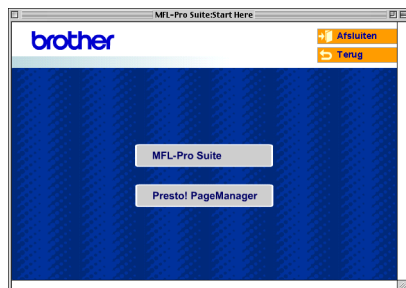 MFL-Pro Suite:Start Here
brother
Afsluiten
Terug
MFL-Pro Suite
Presto! PageManager